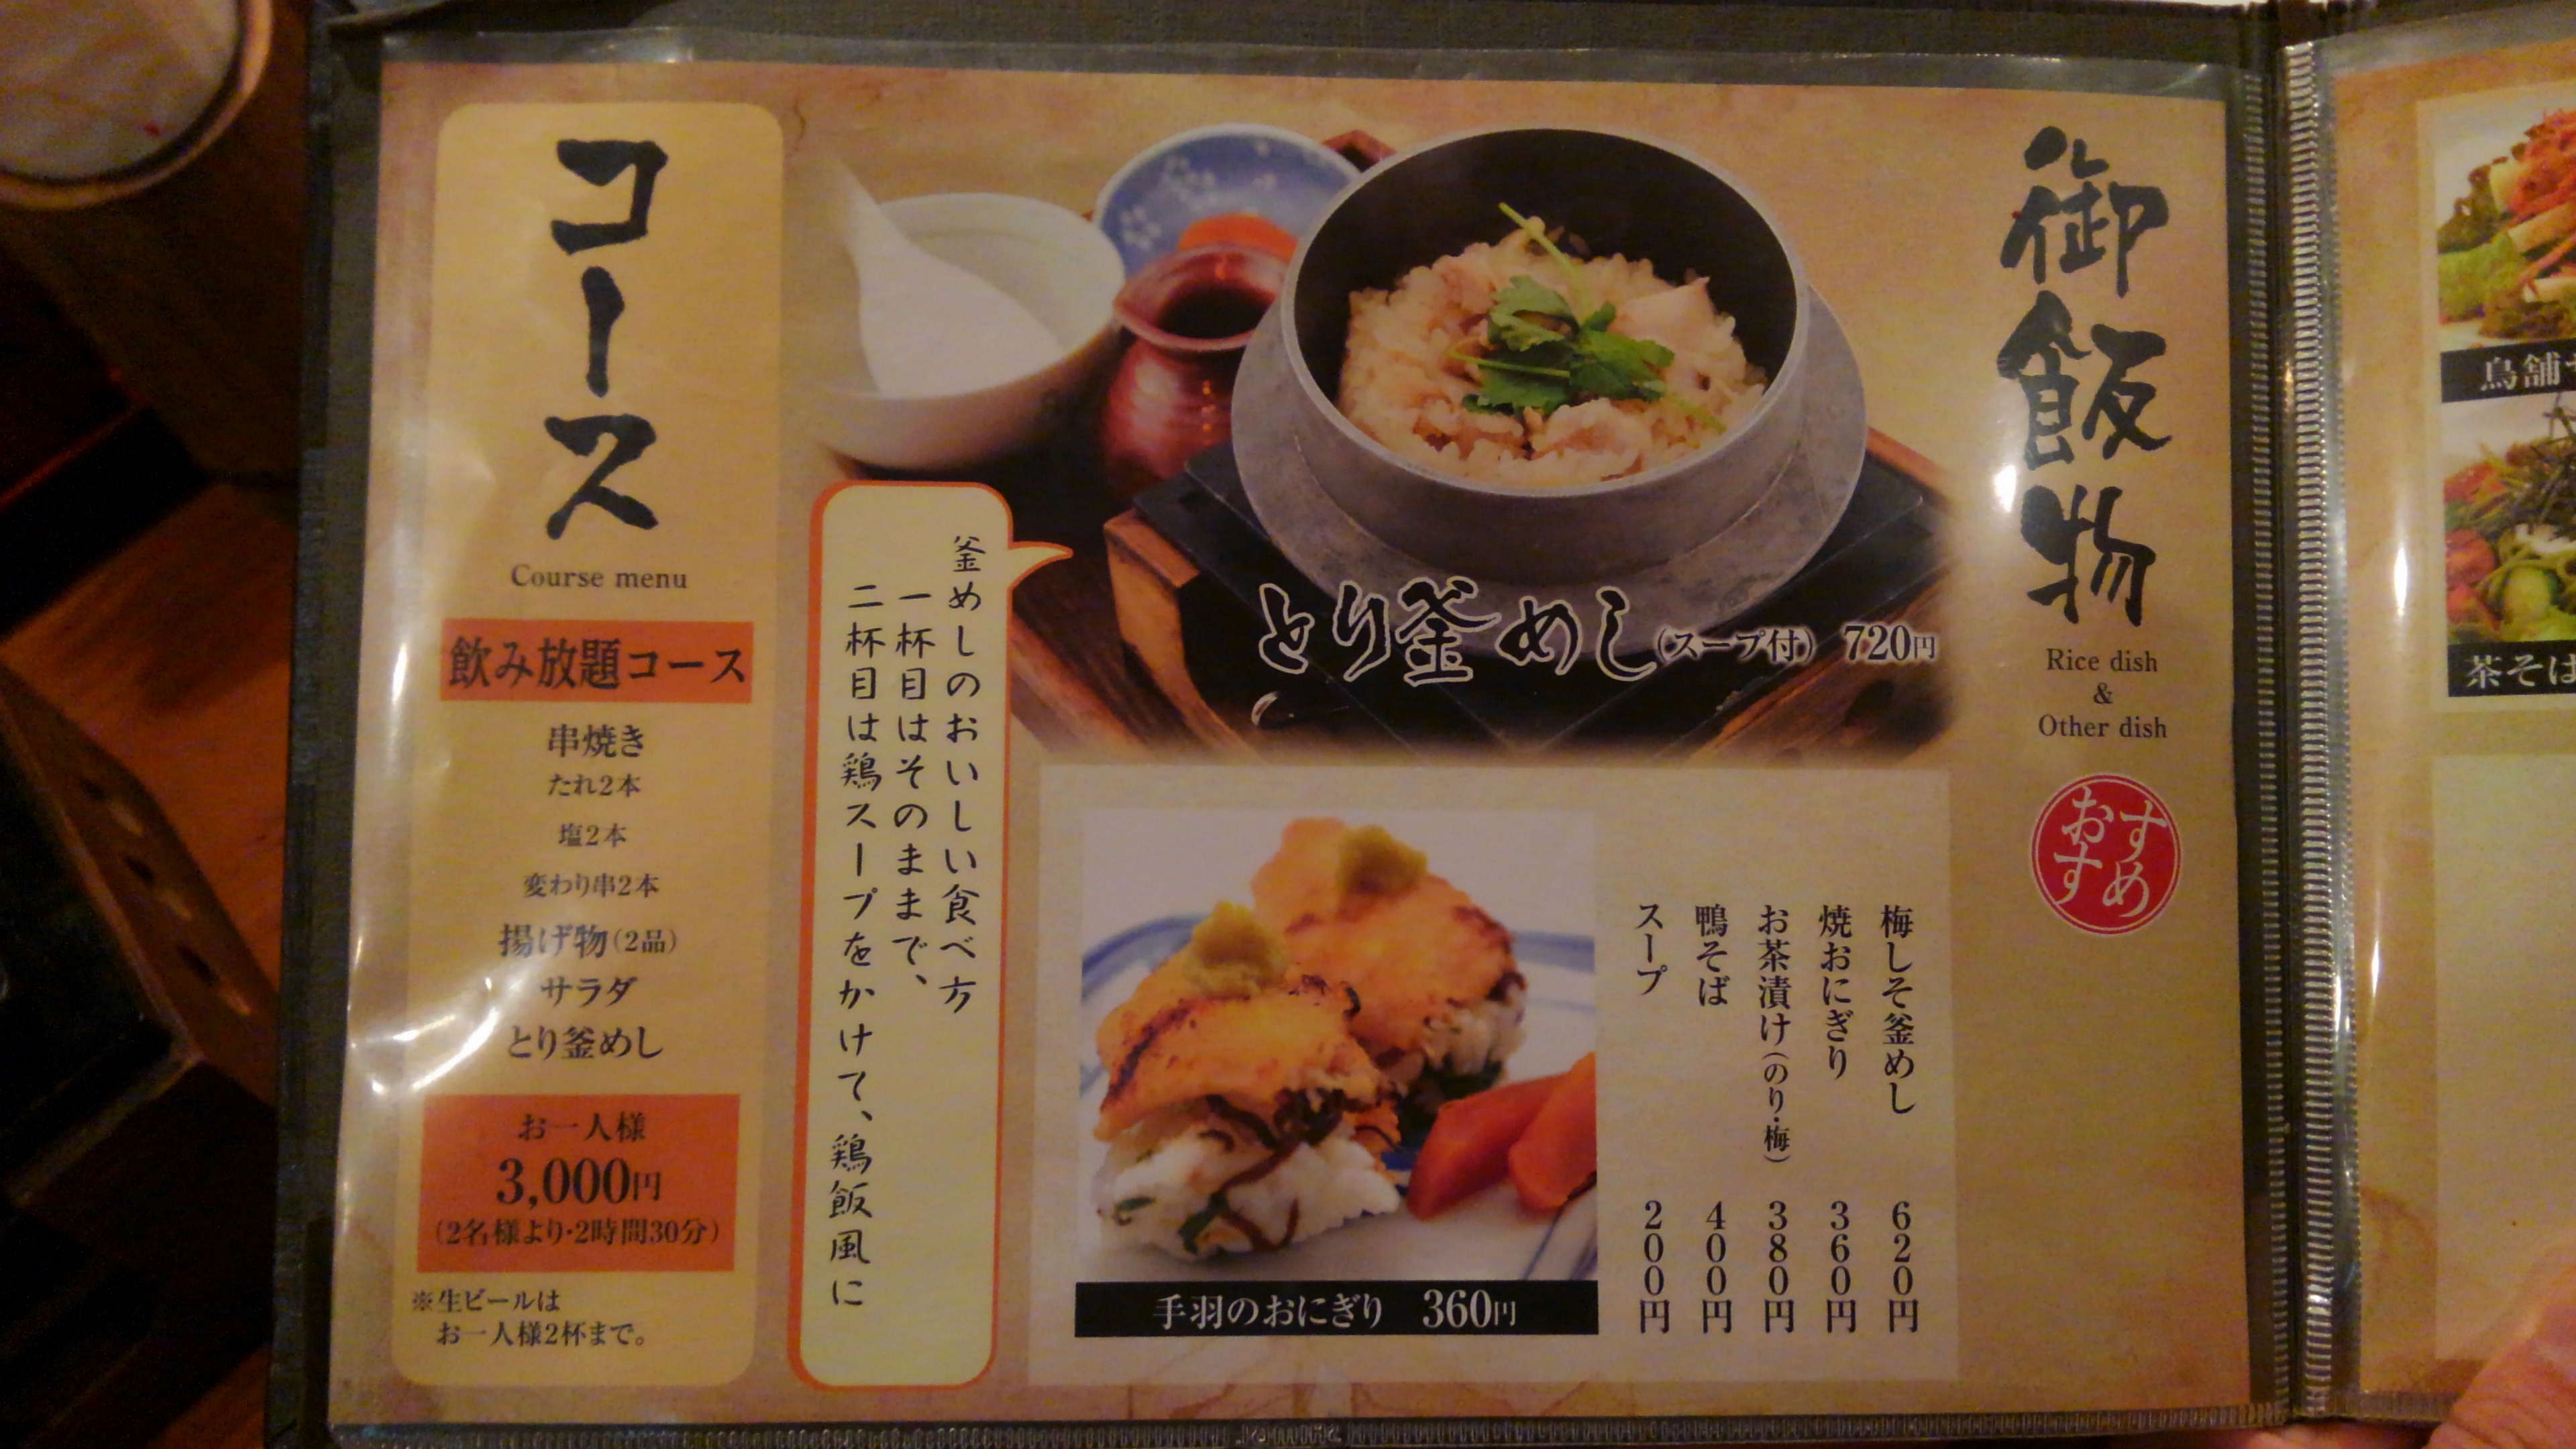 コース
Course menu
飲み放題コース
串焼き
たれ2本
塩2本
変わり串2本
揚げ物(2品)
サラダ
とり釜めし
お一人様
3,000円
(2名様より・2時間30分)
※生ビールは
お一人様2杯まで。
御飯物
Rice dish
&
Other dish
おすすめ
とり釜めし(スープ付) 720円
釜めしのおいしい食べ方
一杯目はそのままで、
二杯目は鶏スープをかけて、鶏飯風に
梅しそ釜めし 620円
焼おにぎり 360円
お茶漬け(のり・梅) 380円
鴨そば 400円
スープ 200円
手羽のおにぎり 360円
茶そば